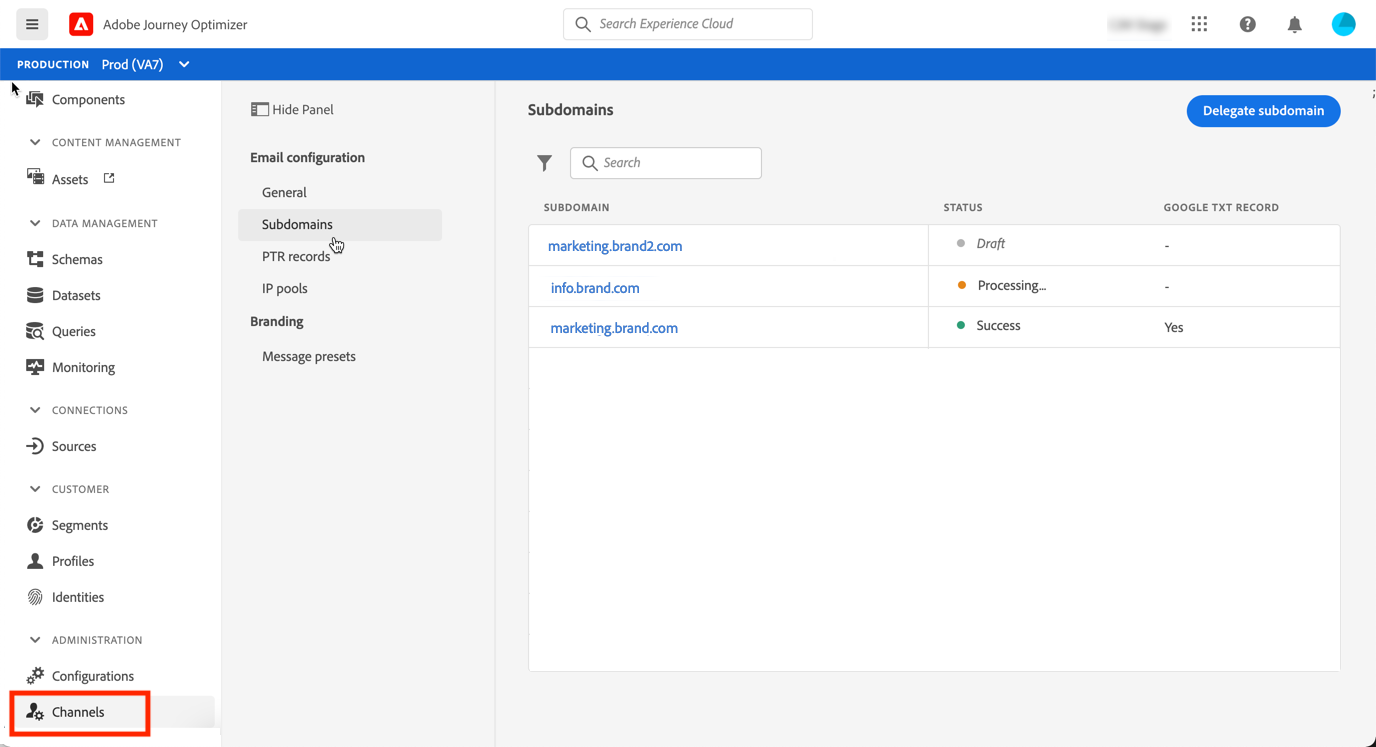 Adobe Journey Optimizer
Search Experience Cloud
PRODUCTION Prod (VA7)
Components
CONTENT MANAGEMENT
Assets
DATA MANAGEMENT
Schemas
Datasets
Queries
Monitoring
CONNECTIONS
Sources
CUSTOMER
Segments
Profiles
Identities
ADMINISTRATION
Configurations
Channels
Hide Panel
Email configuration
General
Subdomains
PTR records
IP pools
Branding
Message presets
Subdomains
Delegate subdomain
Search
SUBDOMAIN STATUS GOOGLE TXT RECORD
marketing.brand2.com Draft -
info.brand.com Processing... -
marketing.brand.com Success Yes